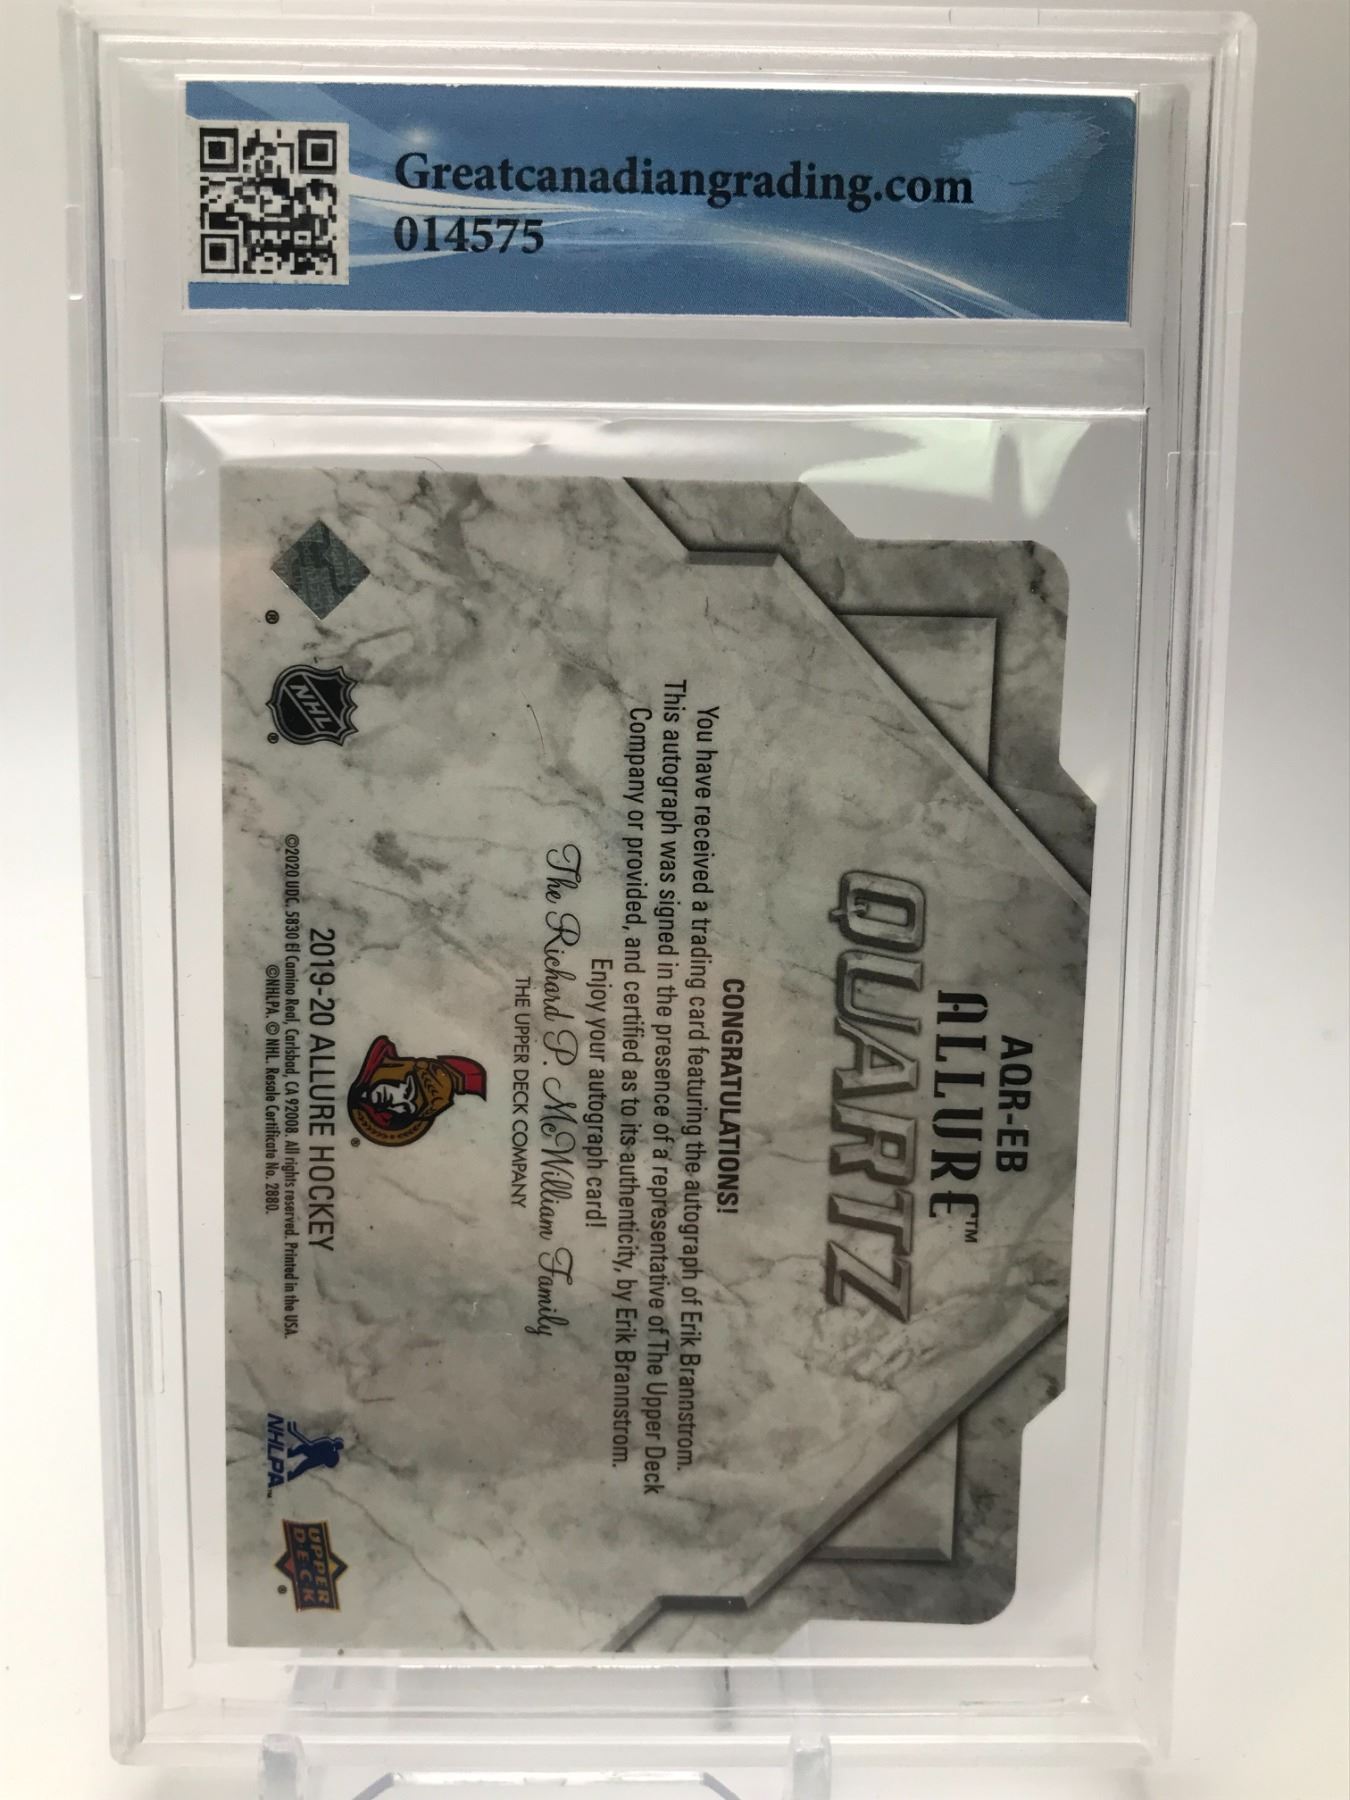 Greatcanadiangrading.com
014575
AQR-EB
ALLURE™
QUARTZ
CONGRATULATIONS!
You have received a trading card featuring the autograph of Erik Brannstrom.
This autograph was signed in the presence of a representative of The Upper Deck
Company or provided, and certified as to its authenticity, by Erik Brannstrom.
Enjoy your autograph card!
The Richard P. McWilliam Family
THE UPPER DECK COMPANY
®
2019-20 ALLURE HOCKEY
©2020 UDC, 5830 El Camino Real, Carlsbad, CA 92008. All rights reserved. Printed in the USA.
©NHLPA. © NHL. Resale Certificate No. 2880.
®
NHL
®
NHLPA™
UPPER
DECK
®